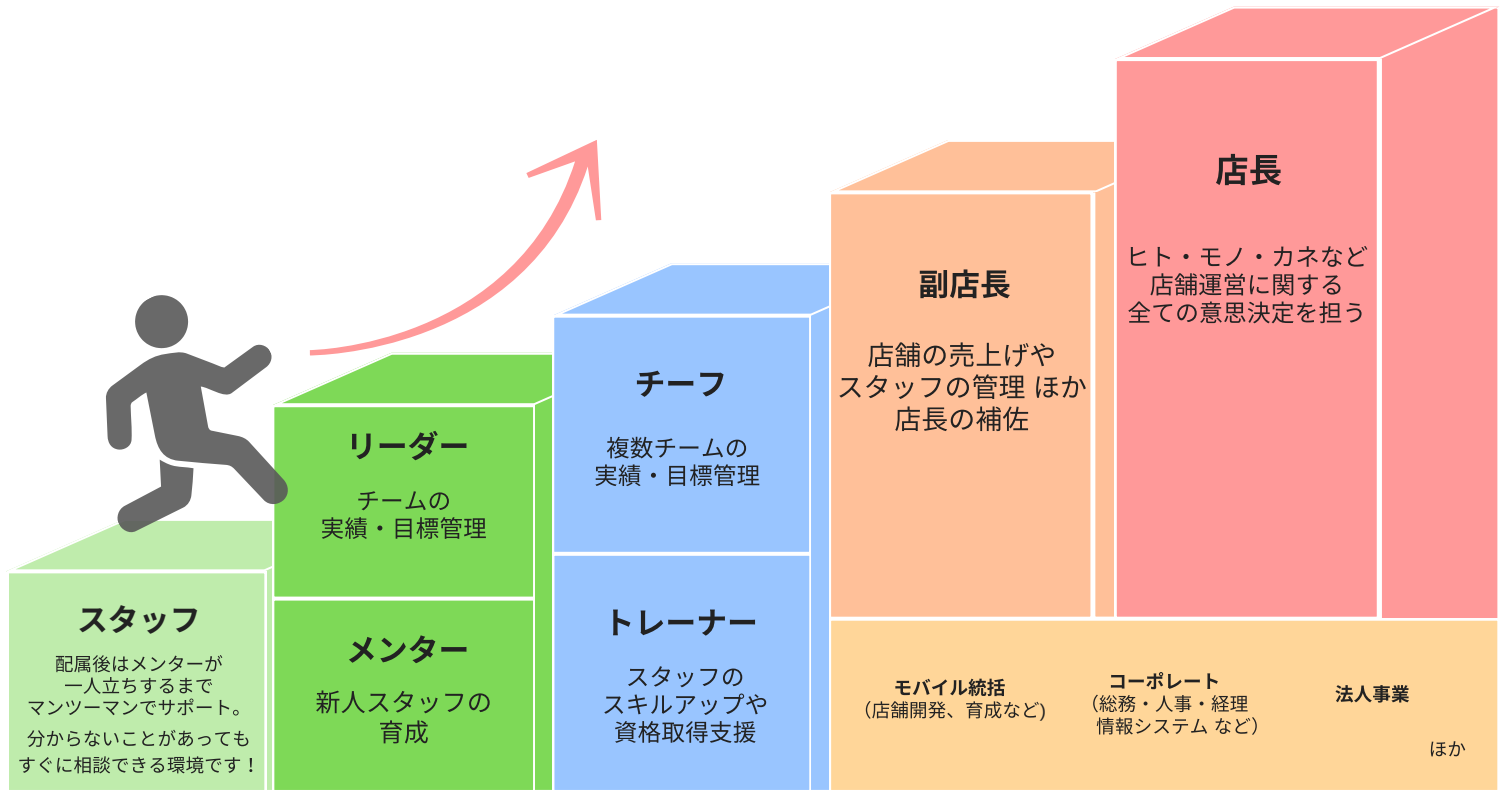 スタッフ
配属後はメンターが
一人立ちするまで
マンツーマンでサポート。
分からないことがあっても
すぐに相談できる環境です！
リーダー
チームの
実績・目標管理
メンター
新人スタッフの
育成
チーフ
複数チームの
実績・目標管理
トレーナー
スタッフの
スキルアップや
資格取得支援
副店長
店舗の売上げや
スタッフの管理 ほか
店長の補佐
店長
ヒト・モノ・カネなど
店舗運営に関する
全ての意思決定を担う
モバイル統括
（店舗開発、育成など)
コーポレート
（総務・人事・経理
情報システム など）
法人事業
ほか